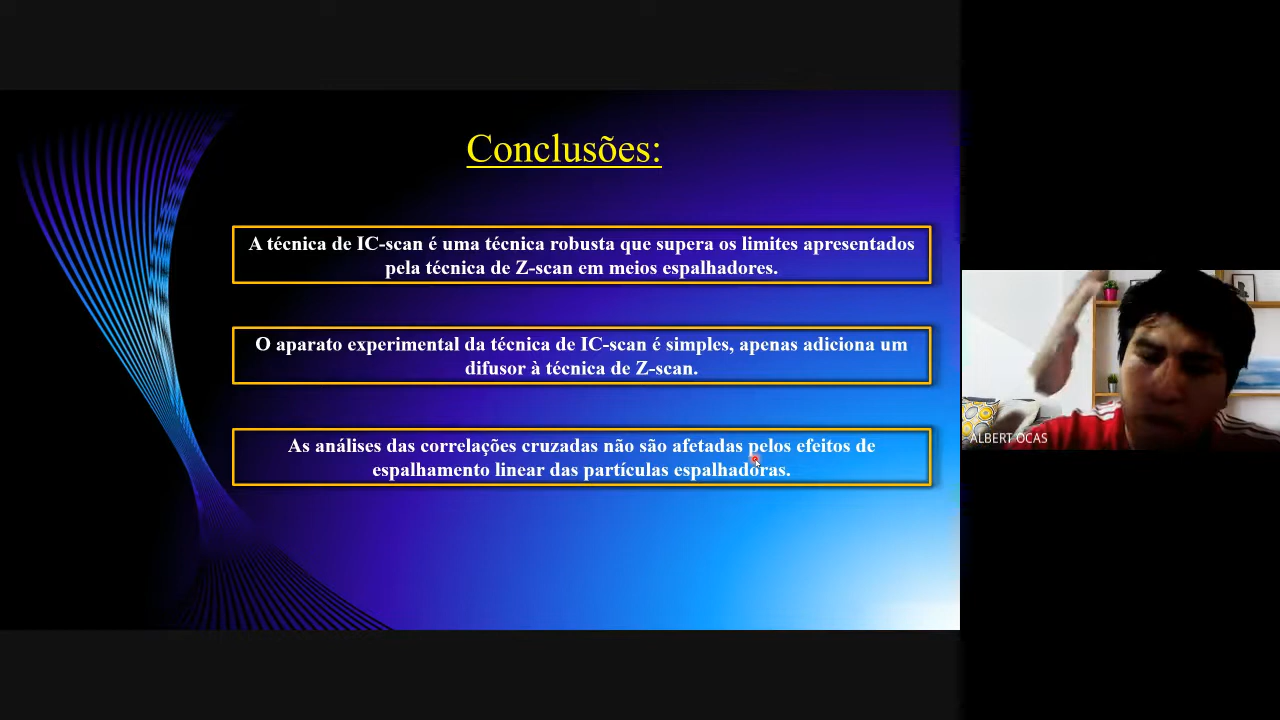 Conclusões:
A técnica de IC-scan é uma técnica robusta que supera os limites apresentados
pela técnica de Z-scan em meios espalhadores.
O aparato experimental da técnica de IC-scan é simples, apenas adiciona um
difusor à técnica de Z-scan.
As análises das correlações cruzadas não são afetadas pelos efeitos de
espalhamento linear das partículas espalhadoras.
ALBERT OCAS